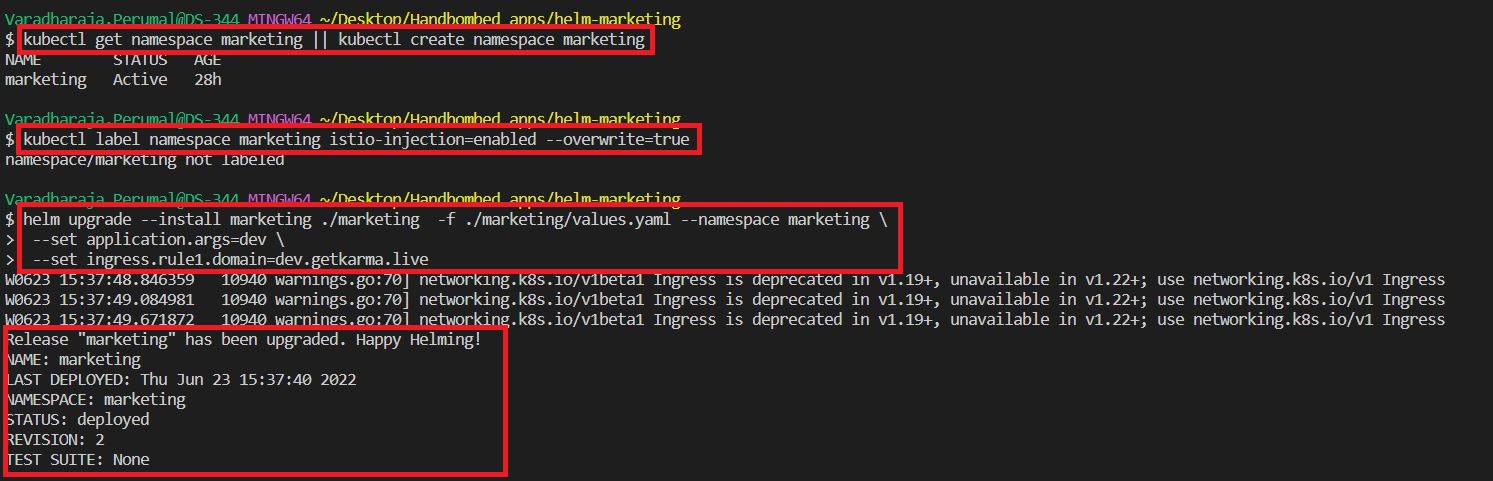 Varadharaja.Perumal@DS-344 MINGW64 ~/Desktop/Handbombed apps/helm-marketing
$ kubectl get namespace marketing || kubectl create namespace marketing
NAME        STATUS   AGE
marketing   Active   28h
Varadharaja.Perumal@DS-344 MINGW64 ~/Desktop/Handbombed apps/helm-marketing
$ kubectl label namespace marketing istio-injection=enabled --overwrite=true
namespace/marketing not labeled
Varadharaja.Perumal@DS-344 MINGW64 ~/Desktop/Handbombed apps/helm-marketing
$ helm upgrade --install marketing ./marketing  -f ./marketing/values.yaml --namespace marketing \
>  --set application.args=dev \
>  --set ingress.rule1.domain=dev.getkarma.live
W0623 15:37:48.846359   10940 warnings.go:70] networking.k8s.io/v1beta1 Ingress is deprecated in v1.19+, unavailable in v1.22+; use networking.k8s.io/v1 Ingress
W0623 15:37:49.084981   10940 warnings.go:70] networking.k8s.io/v1beta1 Ingress is deprecated in v1.19+, unavailable in v1.22+; use networking.k8s.io/v1 Ingress
W0623 15:37:49.671872   10940 warnings.go:70] networking.k8s.io/v1beta1 Ingress is deprecated in v1.19+, unavailable in v1.22+; use networking.k8s.io/v1 Ingress
Release "marketing" has been upgraded. Happy Helming!
NAME: marketing
LAST DEPLOYED: Thu Jun 23 15:37:40 2022
NAMESPACE: marketing
STATUS: deployed
REVISION: 2
TEST SUITE: None